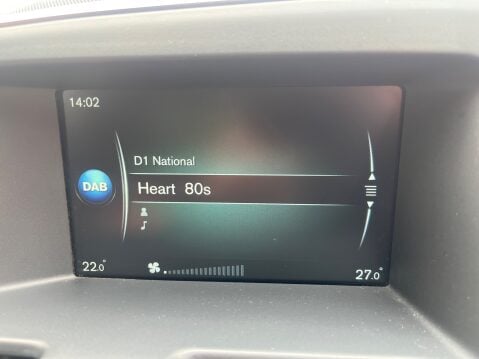 14:02
D1 National
DAB
Heart 80s
22.0°
27.0°